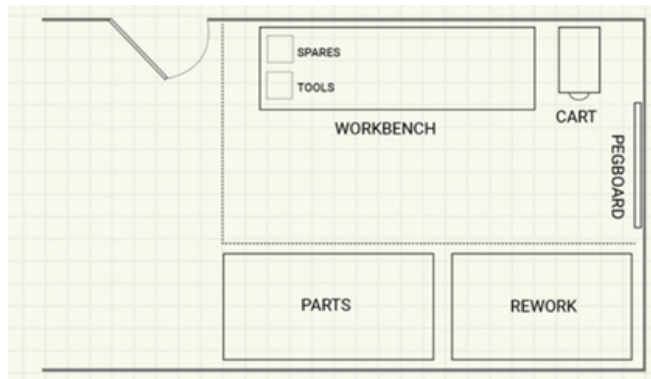 SPARES
TOOLS
WORKBENCH
CART
PEGBOARD
PARTS
REWORK